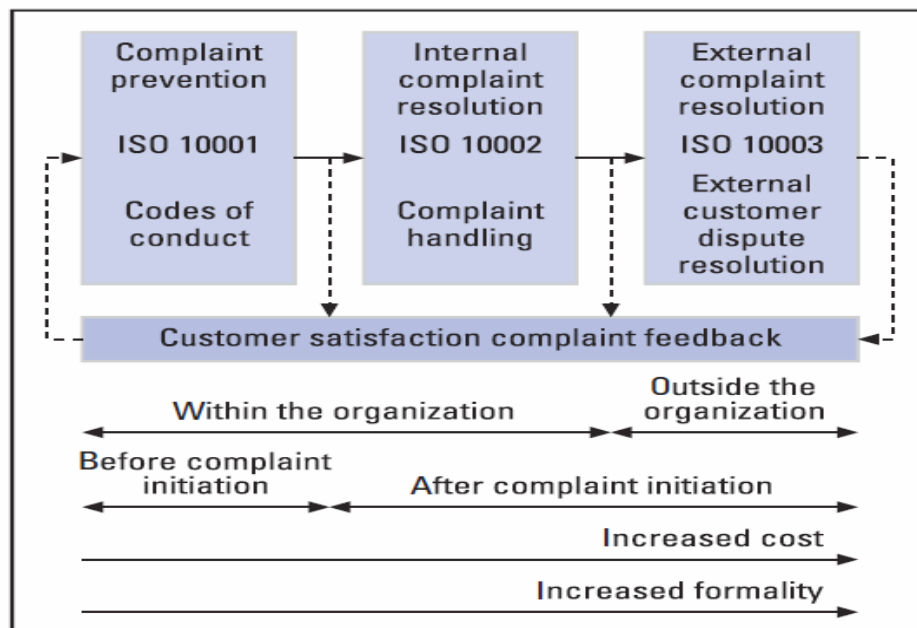 Complaint
prevention
ISO 10001
Codes of
conduct
Internal
complaint
resolution
ISO 10002
Complaint
handling
External
complaint
resolution
ISO 10003
External
customer
dispute
resolution
Customer satisfaction complaint feedback
Within the organization
Outside the
organization
Before complaint
initiation
After complaint initiation
Increased cost
Increased formality